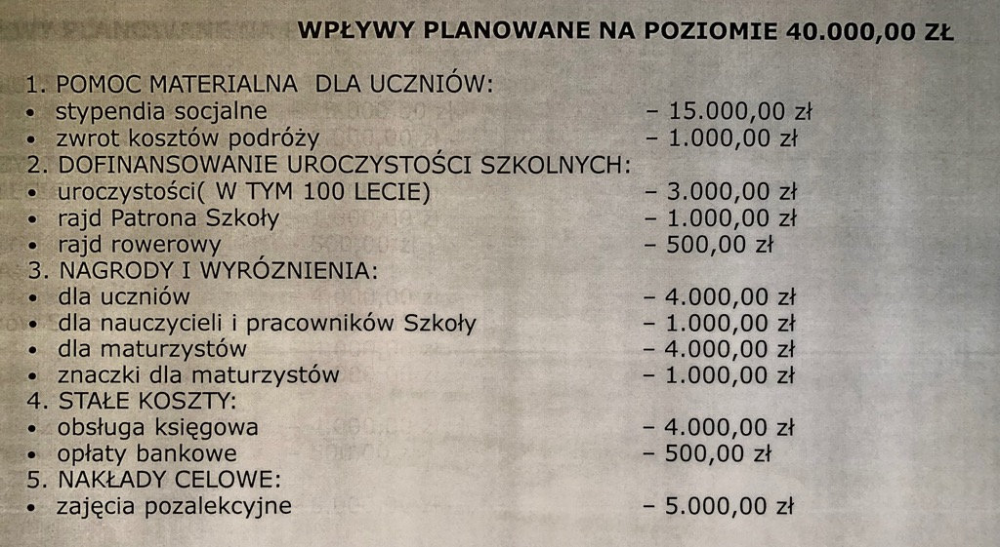 WPŁYWY PLANOWANE NA POZIOMIE 40.000,00 ZŁ
1. POMOC MATERIALNA DLA UCZNIÓW:
• stypendia socjalne – 15.000,00 zł
• zwrot kosztów podróży – 1.000,00 zł
2. DOFINANSOWANIE UROCZYSTOŚCI SZKOLNYCH:
• uroczystości( W TYM 100 LECIE) – 3.000,00 zł
• rajd Patrona Szkoły – 1.000,00 zł
• rajd rowerowy – 500,00 zł
3. NAGRODY I WYRÓZNIENIA:
• dla uczniów – 4.000,00 zł
• dla nauczycieli i pracowników Szkoły – 1.000,00 zł
• dla maturzystów – 4.000,00 zł
• znaczki dla maturzystów – 1.000,00 zł
4. STAŁE KOSZTY:
• obsługa księgowa – 4.000,00 zł
• opłaty bankowe – 500,00 zł
5. NAKŁADY CELOWE:
• zajęcia pozalekcyjne – 5.000,00 zł